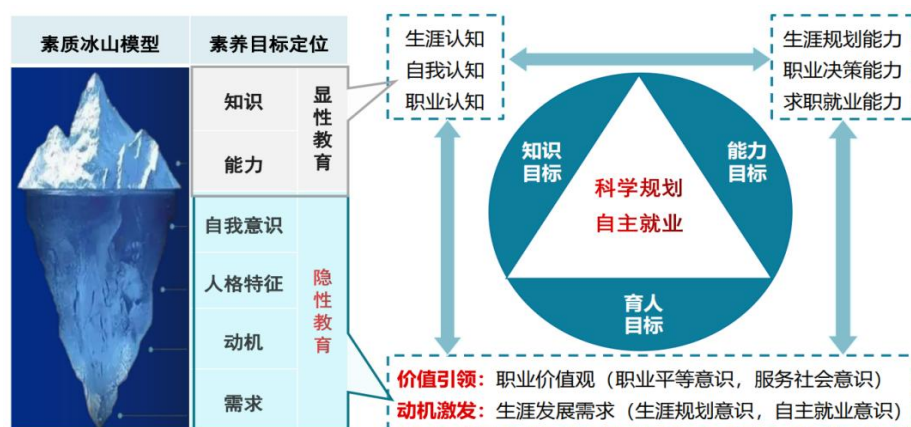 素质冰山模型
素养目标定位
知识
能力
显性教育
自我意识
人格特征
动机
需求
隐性教育
生涯认知
自我认知
职业认知
生涯规划能力
职业决策能力
求职就业能力
知识
目标
能力
目标
科学规划
自主就业
育人
目标
价值引领：职业价值观（职业平等意识，服务社会意识）
动机激发：生涯发展需求（生涯规划意识，自主就业意识）